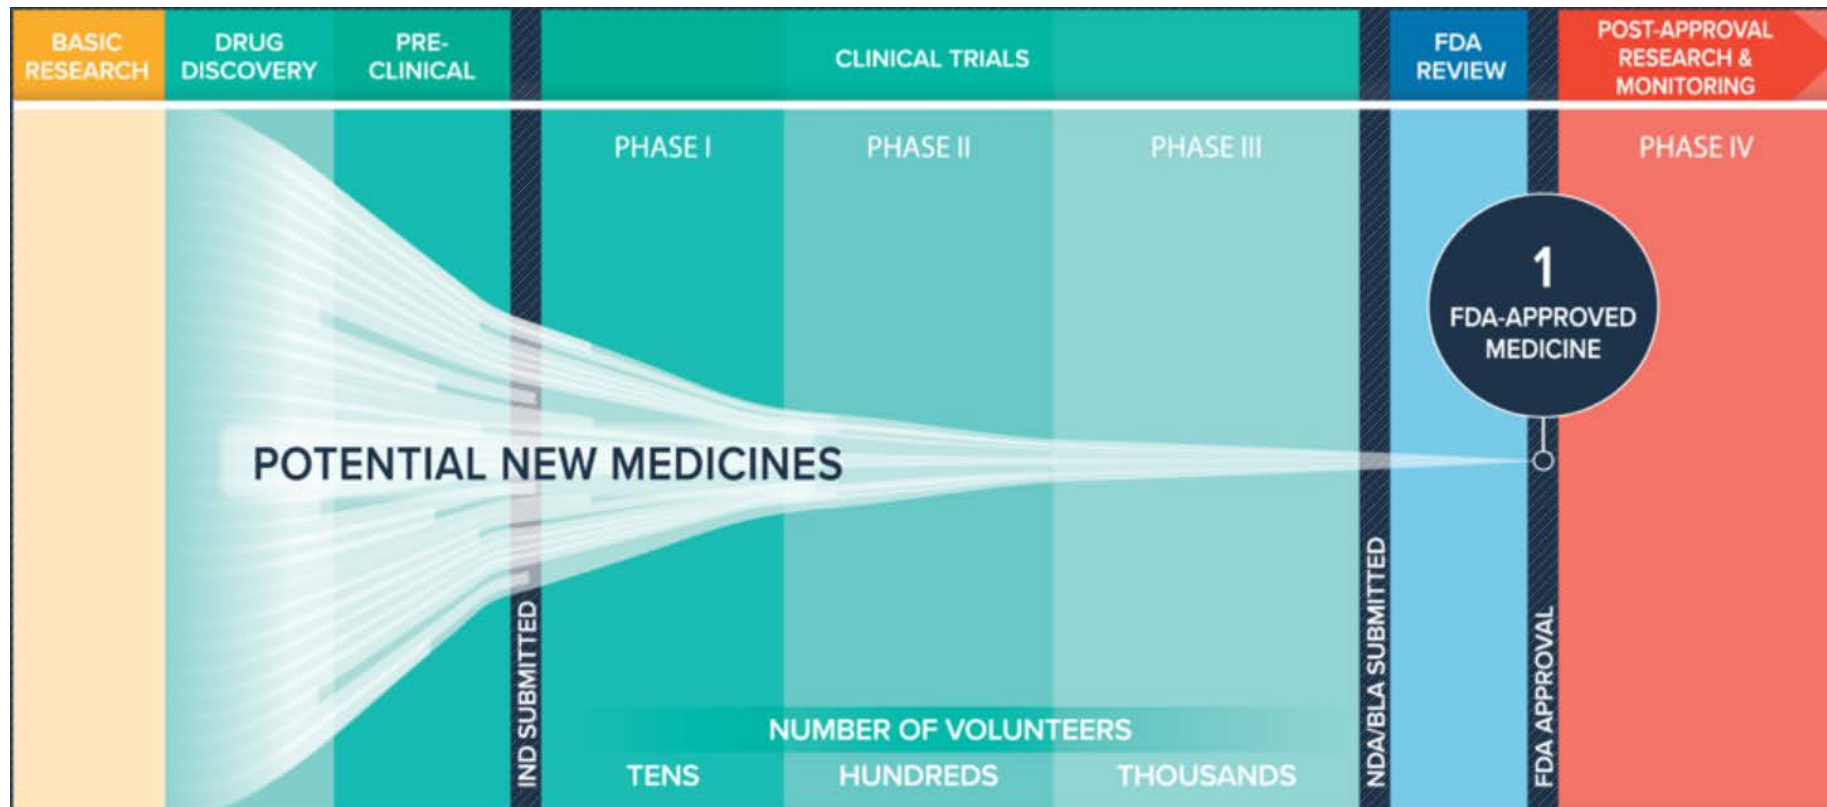 BASIC
RESEARCH
DRUG
DISCOVERY
PRE-
CLINICAL
CLINICAL TRIALS
FDA
REVIEW
POST-APPROVAL
RESEARCH &
MONITORING
PHASE I
PHASE II
PHASE III
PHASE IV
1
FDA-APPROVED
MEDICINE
POTENTIAL NEW MEDICINES
IND SUBMITTED
NDA/BLA SUBMITTED
FDA APPROVAL
NUMBER OF VOLUNTEERS
TENS
HUNDREDS
THOUSANDS